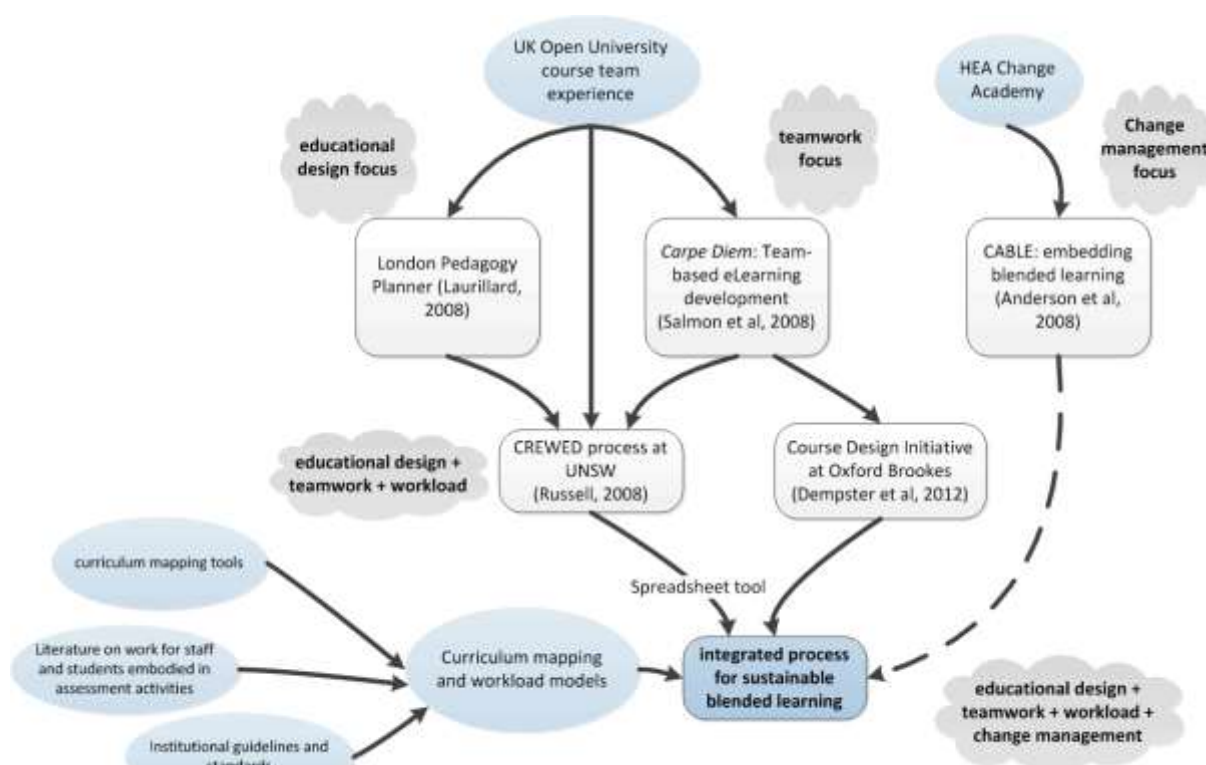 UK Open University
course team
experience
HEA Change
Academy
educational
design focus
teamwork
focus
Change
management
focus
London Pedagogy
Planner (Laurillard,
2008)
Carpe Diem: Team-
based eLearning
development
(Salmon et al, 2008)
CABLE: embedding
blended learning
(Anderson et al,
2008)
educational design +
teamwork + workload
CREWED process at
UNSW
(Russell, 2008)
Course Design Initiative
at Oxford Brookes
(Dempster et al, 2012)
curriculum mapping tools
Spreadsheet tool
Literature on work for staff
and students embodied in
assessment activities
Curriculum mapping
and workload models
integrated process
for sustainable
blended learning
educational design +
teamwork + workload +
change management
Institutional guidelines and